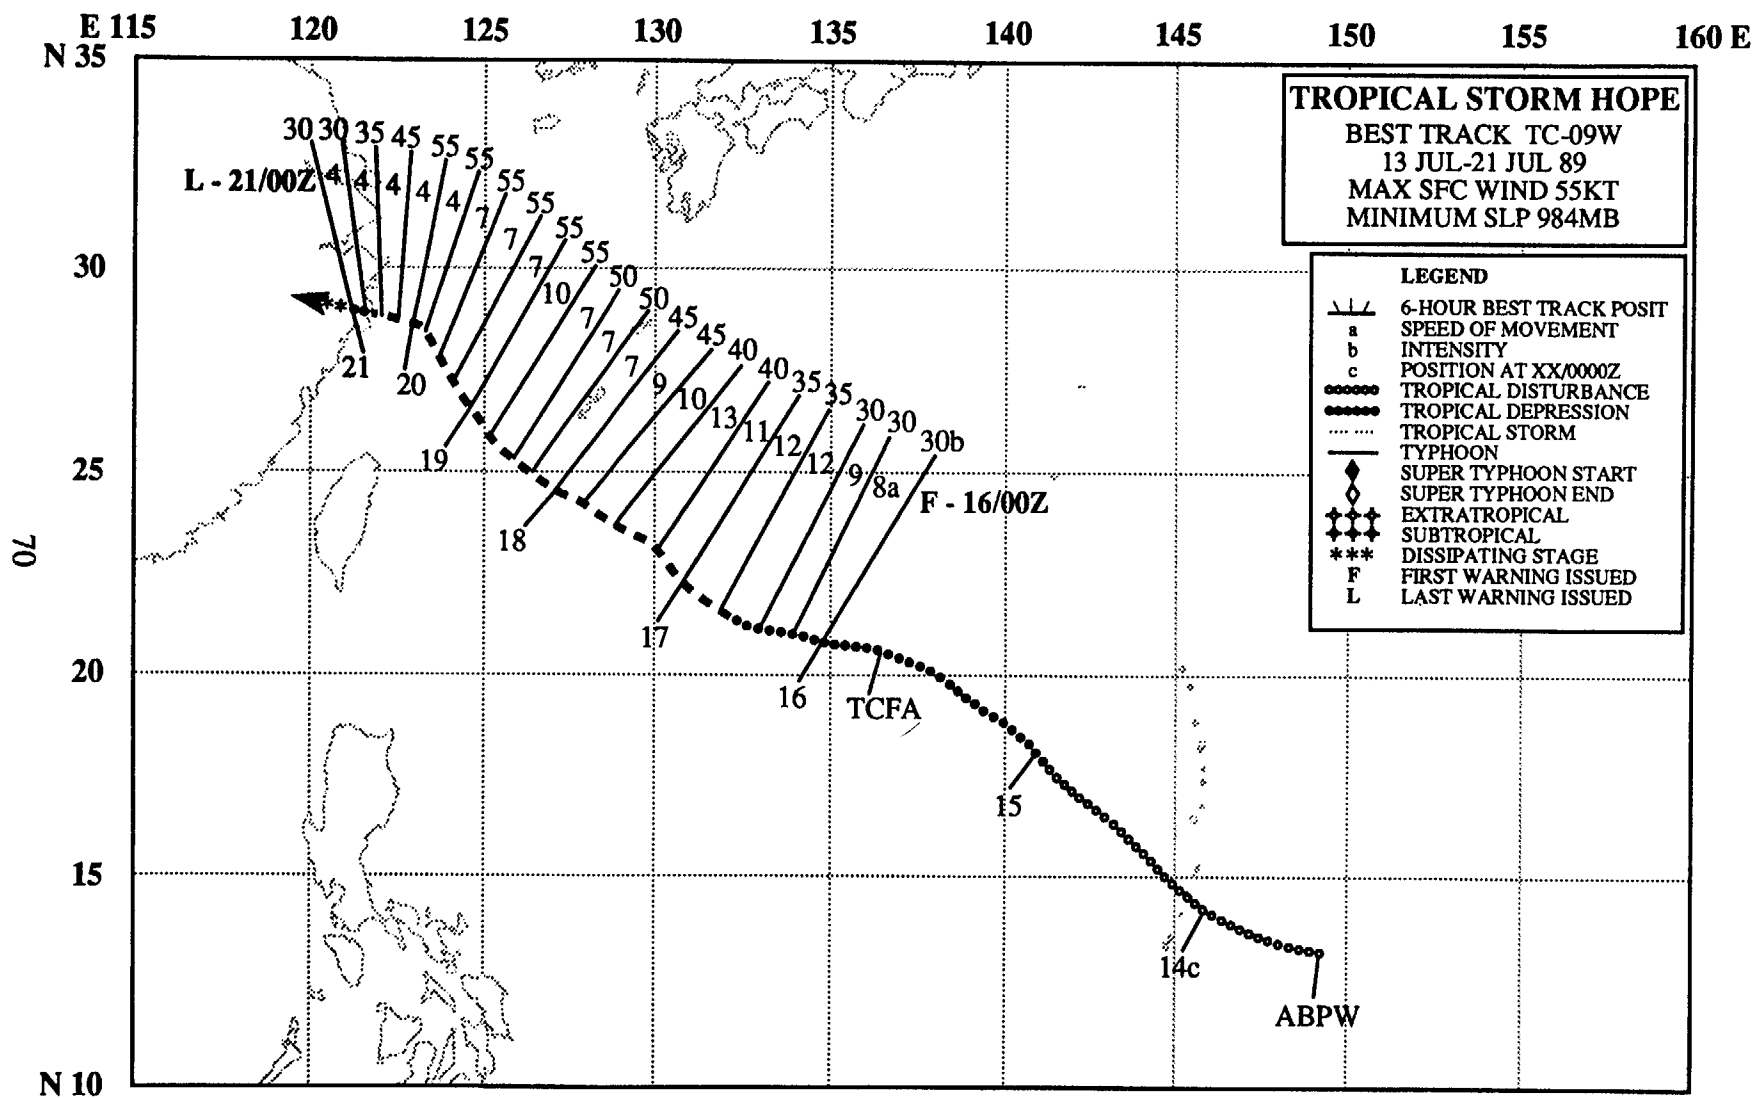 E 115 120 125 130 135 140 145 150 155 160 E
N 35
TROPICAL STORM HOPE
BEST TRACK TC-09W
13 JUL-21 JUL 89
MAX SFC WIND 55KT
MINIMUM SLP 984MB
30 30 35 45 55 55 55 55 55 55 50 50 45 45 40 40 35 35 30 30 30b
L - 21/00Z
4 4 4 4 4 7 7 7 10 7 7 7 9 10 13 11 12 12 9 8a
F - 16/00Z
30
LEGEND
6-HOUR BEST TRACK POSIT
a SPEED OF MOVEMENT
b INTENSITY
c POSITION AT XX/0000Z
TROPICAL DISTURBANCE
TROPICAL DEPRESSION
TROPICAL STORM
TYPHOON
SUPER TYPHOON START
SUPER TYPHOON END
EXTRATROPICAL
SUBTROPICAL
*** DISSIPATING STAGE
F FIRST WARNING ISSUED
L LAST WARNING ISSUED
21
20
19
25
18
70
17
20
16
TCFA
15
15
14c
ABPW
N 10